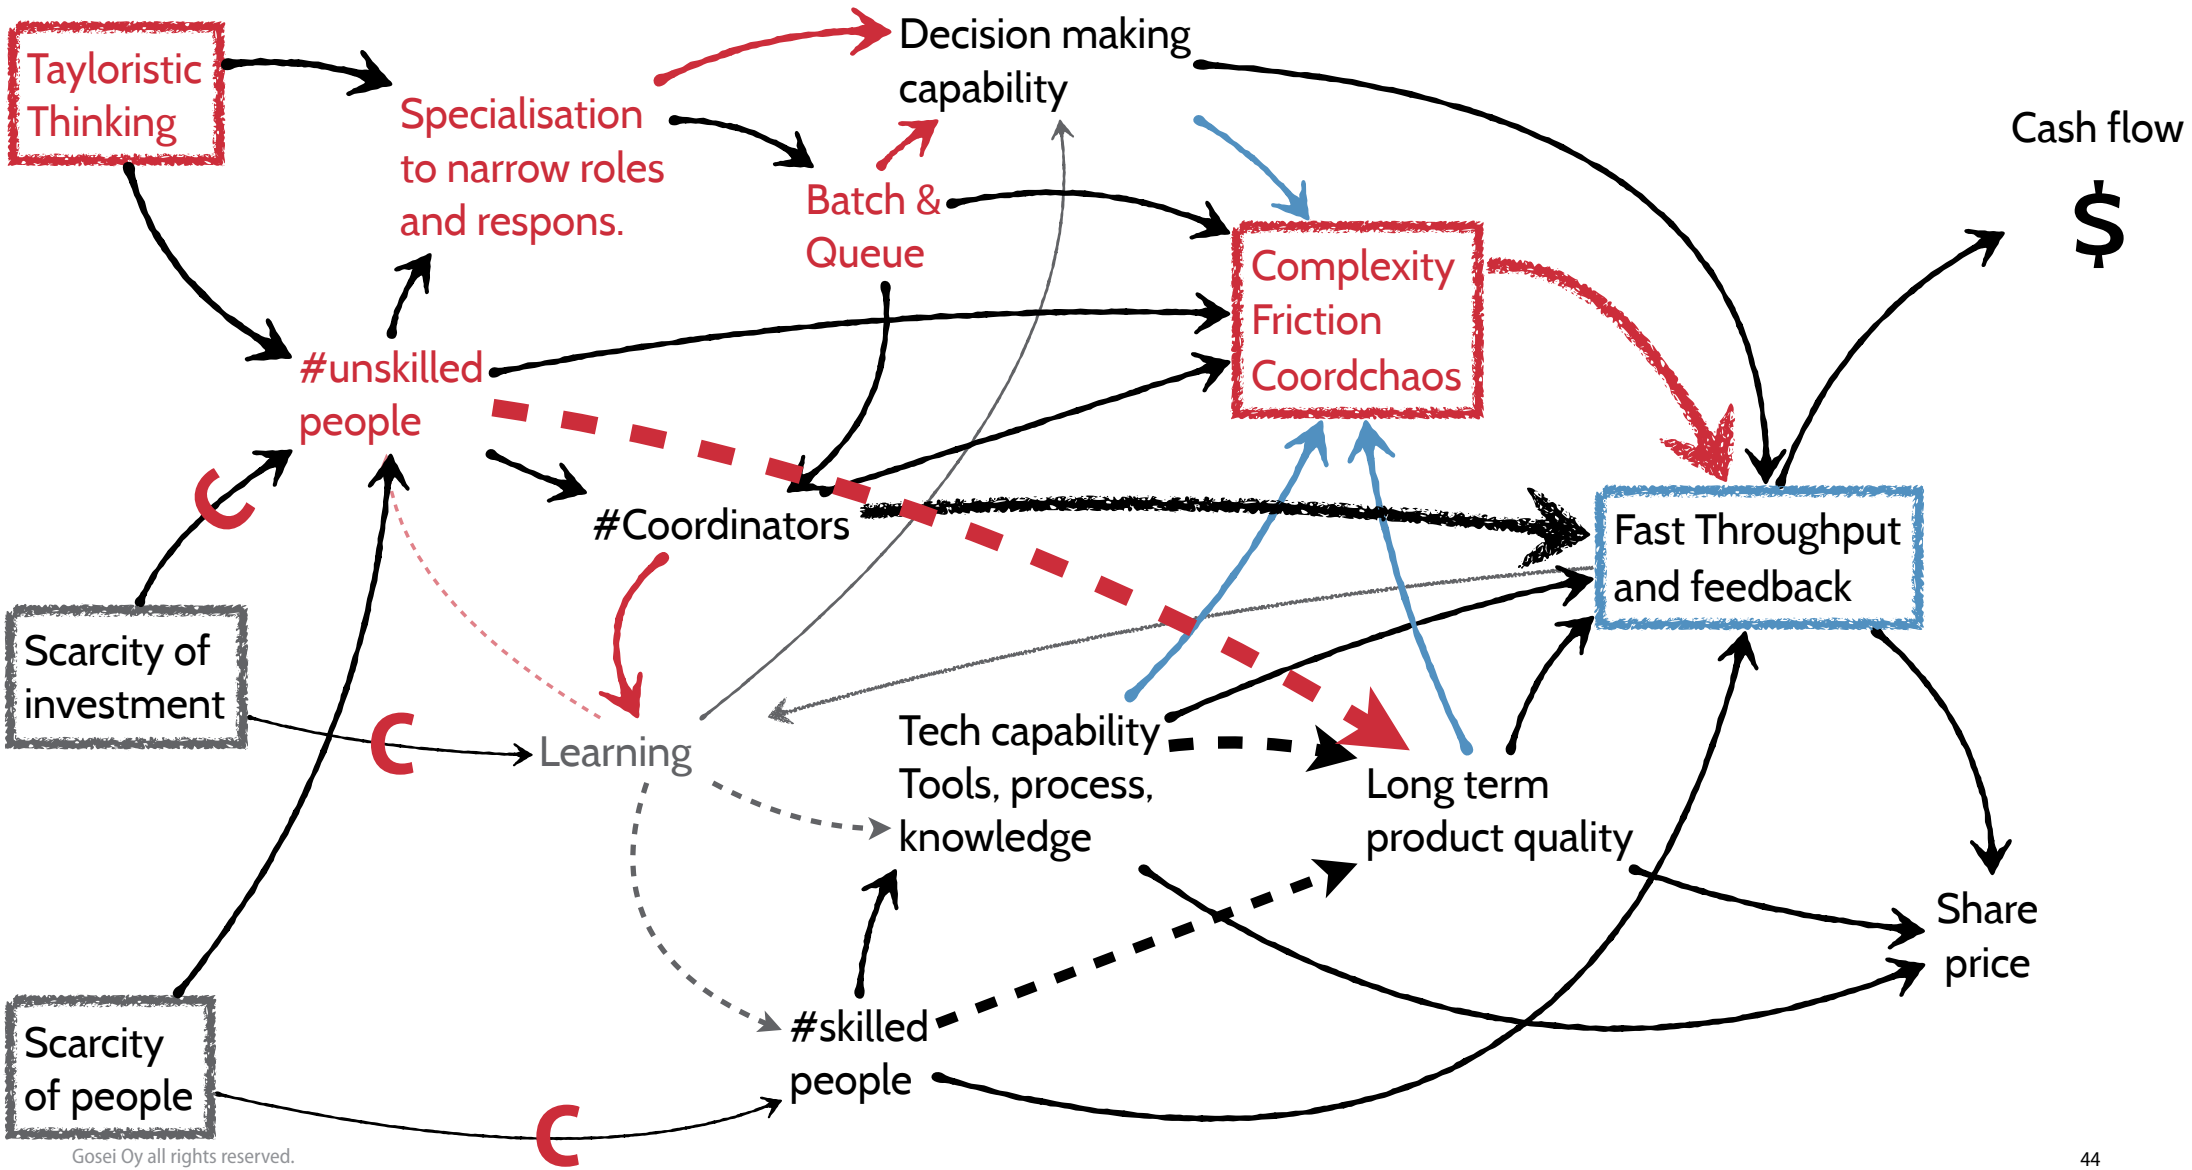 Tayloristic
Thinking
Specialisation
to narrow roles
and respons.
Decision making
capability
Batch &
Queue
Cash flow
$
Complexity
Friction
Coordchaos
#unskilled
people
C
#Coordinators
Fast Throughput
and feedback
Scarcity of
investment
C
Learning
Tech capability
Tools, process,
knowledge
Long term
product quality
Share
price
Scarcity
of people
C
#skilled
people
Gosei Oy all rights reserved.
44